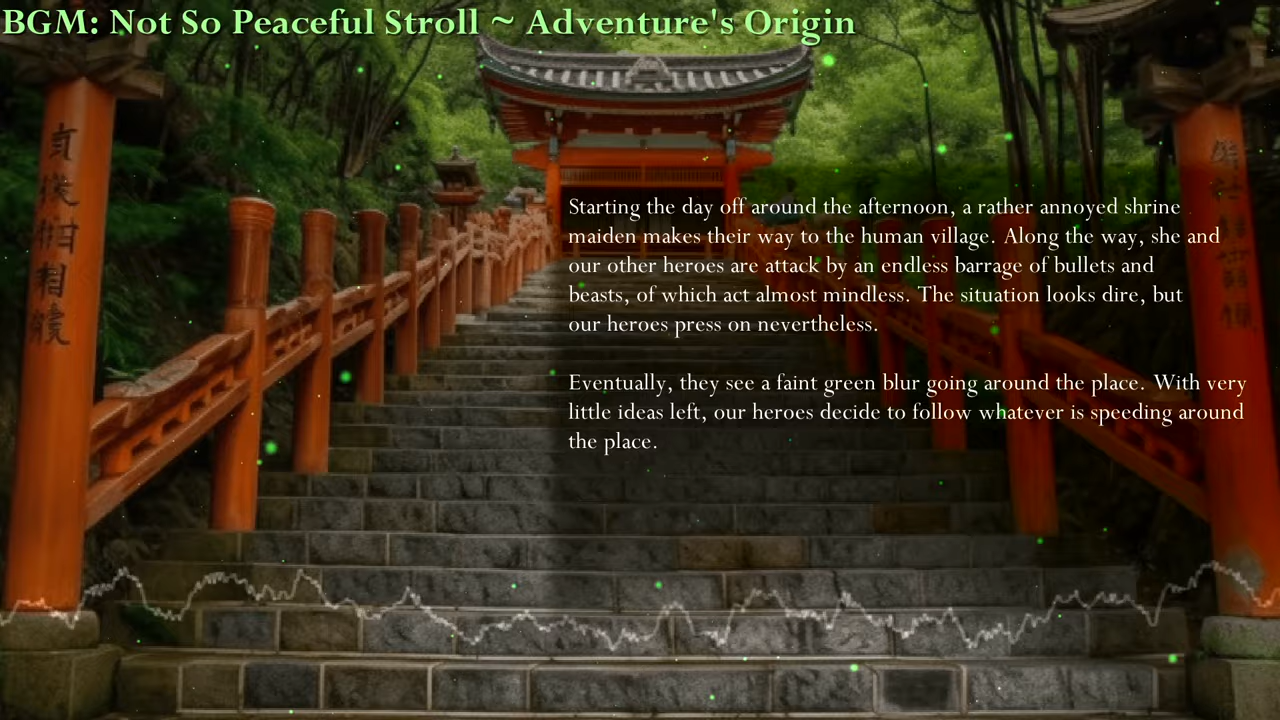 BGM: Not So Peaceful Stroll ~ Adventure's Origin
Starting the day off around the afternoon, a rather annoyed shrine
maiden makes their way to the human village. Along the way, she and
our other heroes are attack by an endless barrage of bullets and
beasts, of which act almost mindless. The situation looks dire, but
our heroes press on nevertheless.
Eventually, they see a faint green blur going around the place. With very
little ideas left, our heroes decide to follow whatever is speeding around
the place.